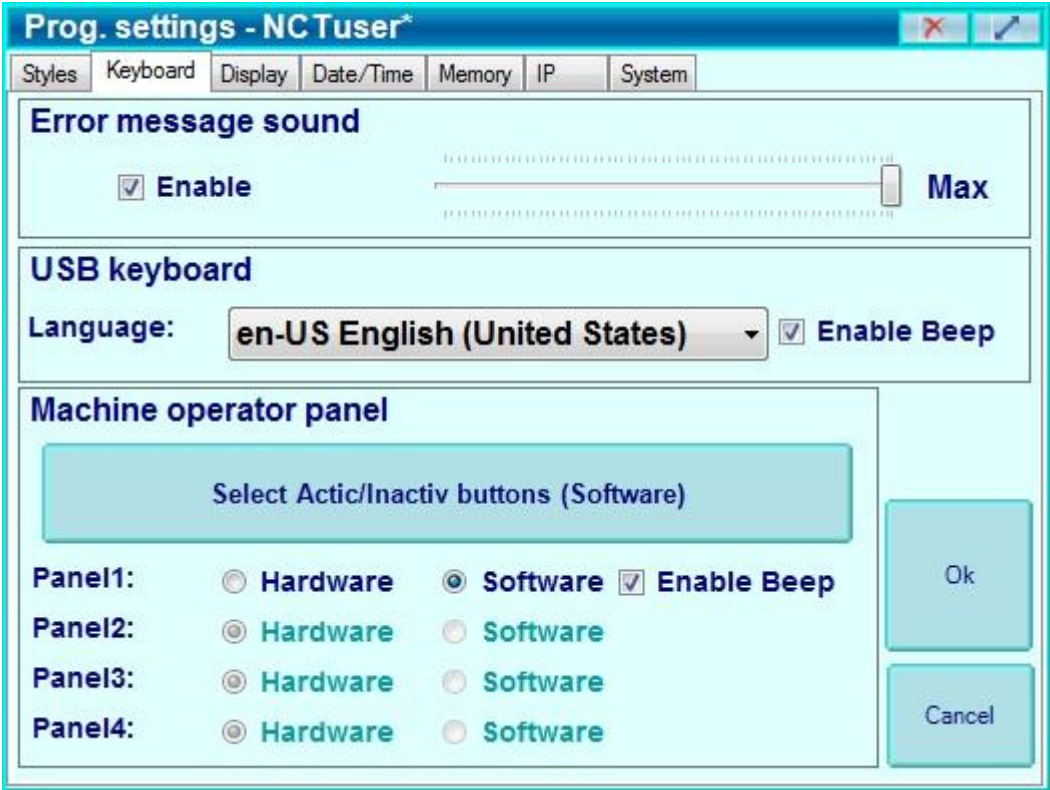 Prog. settings - NCTuser*
Styles Keyboard Display Date/Time Memory IP System
Error message sound
Enable Max
USB keyboard
Language: en-US English (United States) Enable Beep
Machine operator panel
Select Actic/Inactiv buttons (Software)
Panel1: Hardware Software Enable Beep
Panel2: Hardware Software
Panel3: Hardware Software
Panel4: Hardware Software
Ok
Cancel